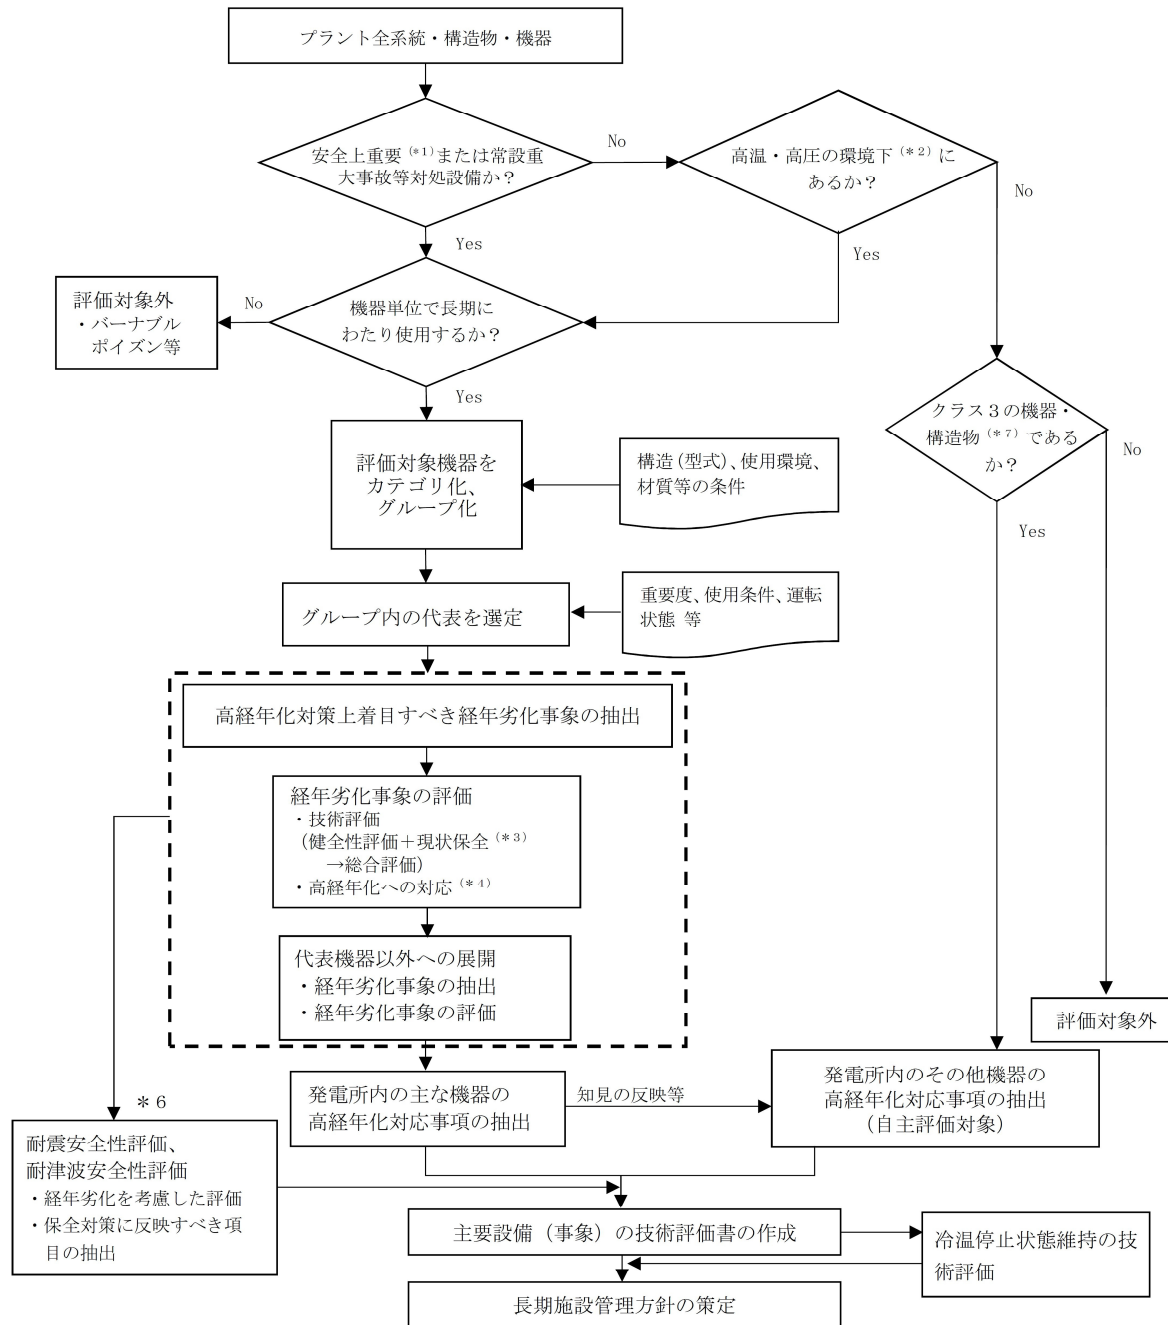 プラント全系統・構造物・機器
安全上重要(*1)または常設重
大事故等対処設備か?
No
高温・高圧の環境下(*2)に
あるか?
No
Yes
Yes
評価対象外
・バーナブル
ポイズン等
No
機器単位で長期に
わたり使用するか?
Yes
クラス3の機器・
構造物(*7)である
か?
No
Yes
評価対象機器を
カテゴリ化、
グループ化
構造(型式)、使用環境、
材質等の条件
グループ内の代表を選定
重要度、使用条件、運転
状態 等
高経年化対策上着目すべき経年劣化事象の抽出
経年劣化事象の評価
・技術評価
(健全性評価+現状保全(*3)
→総合評価)
・高経年化への対応(*4)
代表機器以外への展開
・経年劣化事象の抽出
・経年劣化事象の評価
評価対象外
発電所内の主な機器の
高経年化対応事項の抽出
知見の反映等
発電所内のその他機器の
高経年化対応事項の抽出
(自主評価対象)
*6
耐震安全性評価、
耐津波安全性評価
・経年劣化を考慮した評価
・保全対策に反映すべき項
目の抽出
主要設備(事象)の技術評価書の作成
冷温停止状態維持の技
術評価
長期施設管理方針の策定